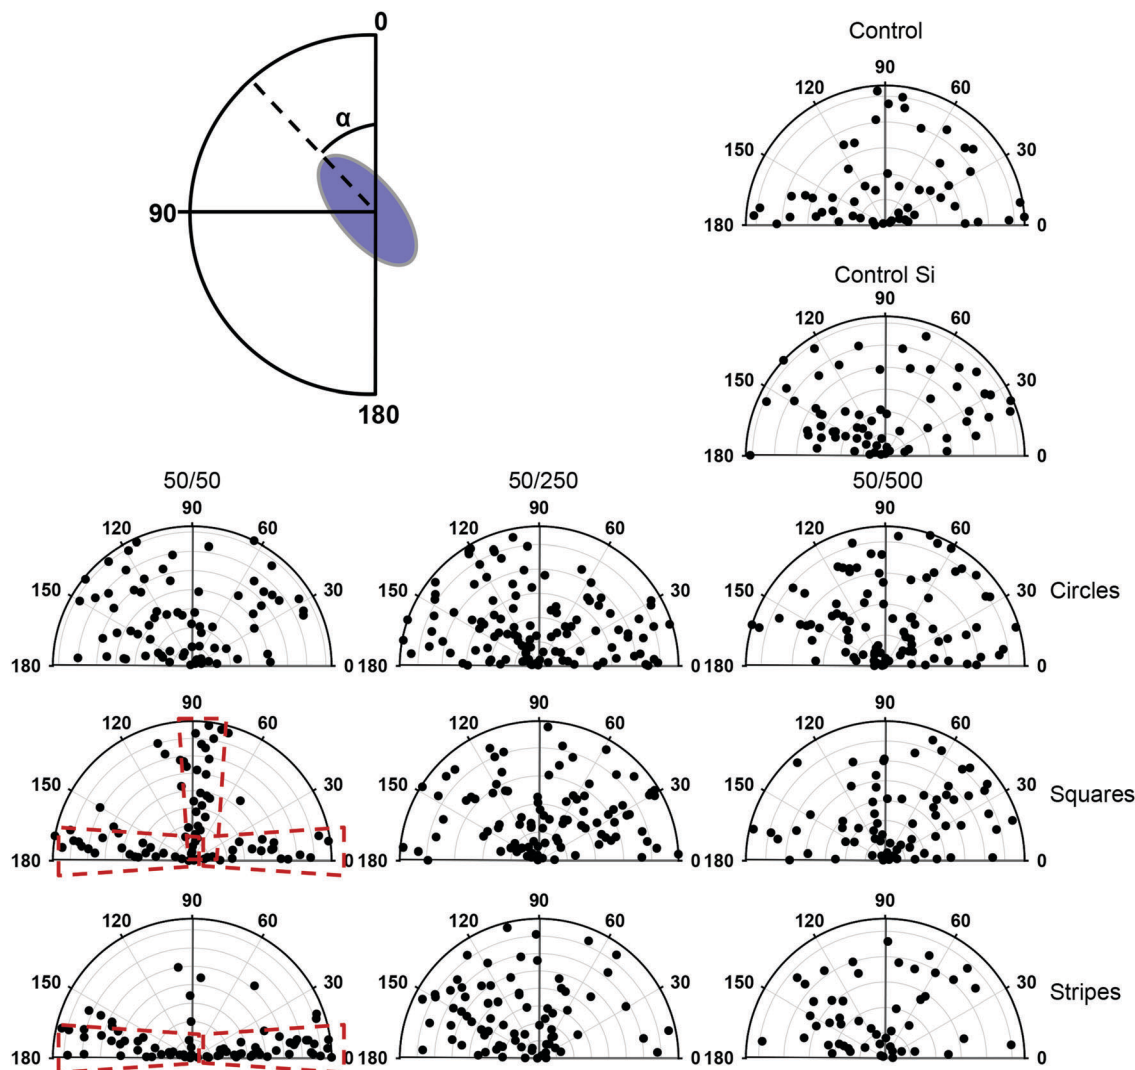 0
α
90
180
Control
90
120 60
150 30
180 0
Control Si
90
120 60
150 30
180 0
50/50 50/250 50/500
90 90 90
120 60 120 60 120 60
150 30 150 30 150 30 Circles
180 0 180 0 180 0
90 90 90
120 60 120 60 120 60
150 30 150 30 150 30 Squares
180 0 180 0 180 0
90 90 90
120 60 120 60 120 60
150 30 150 30 150 30 Stripes
180 0 180 0 180 0